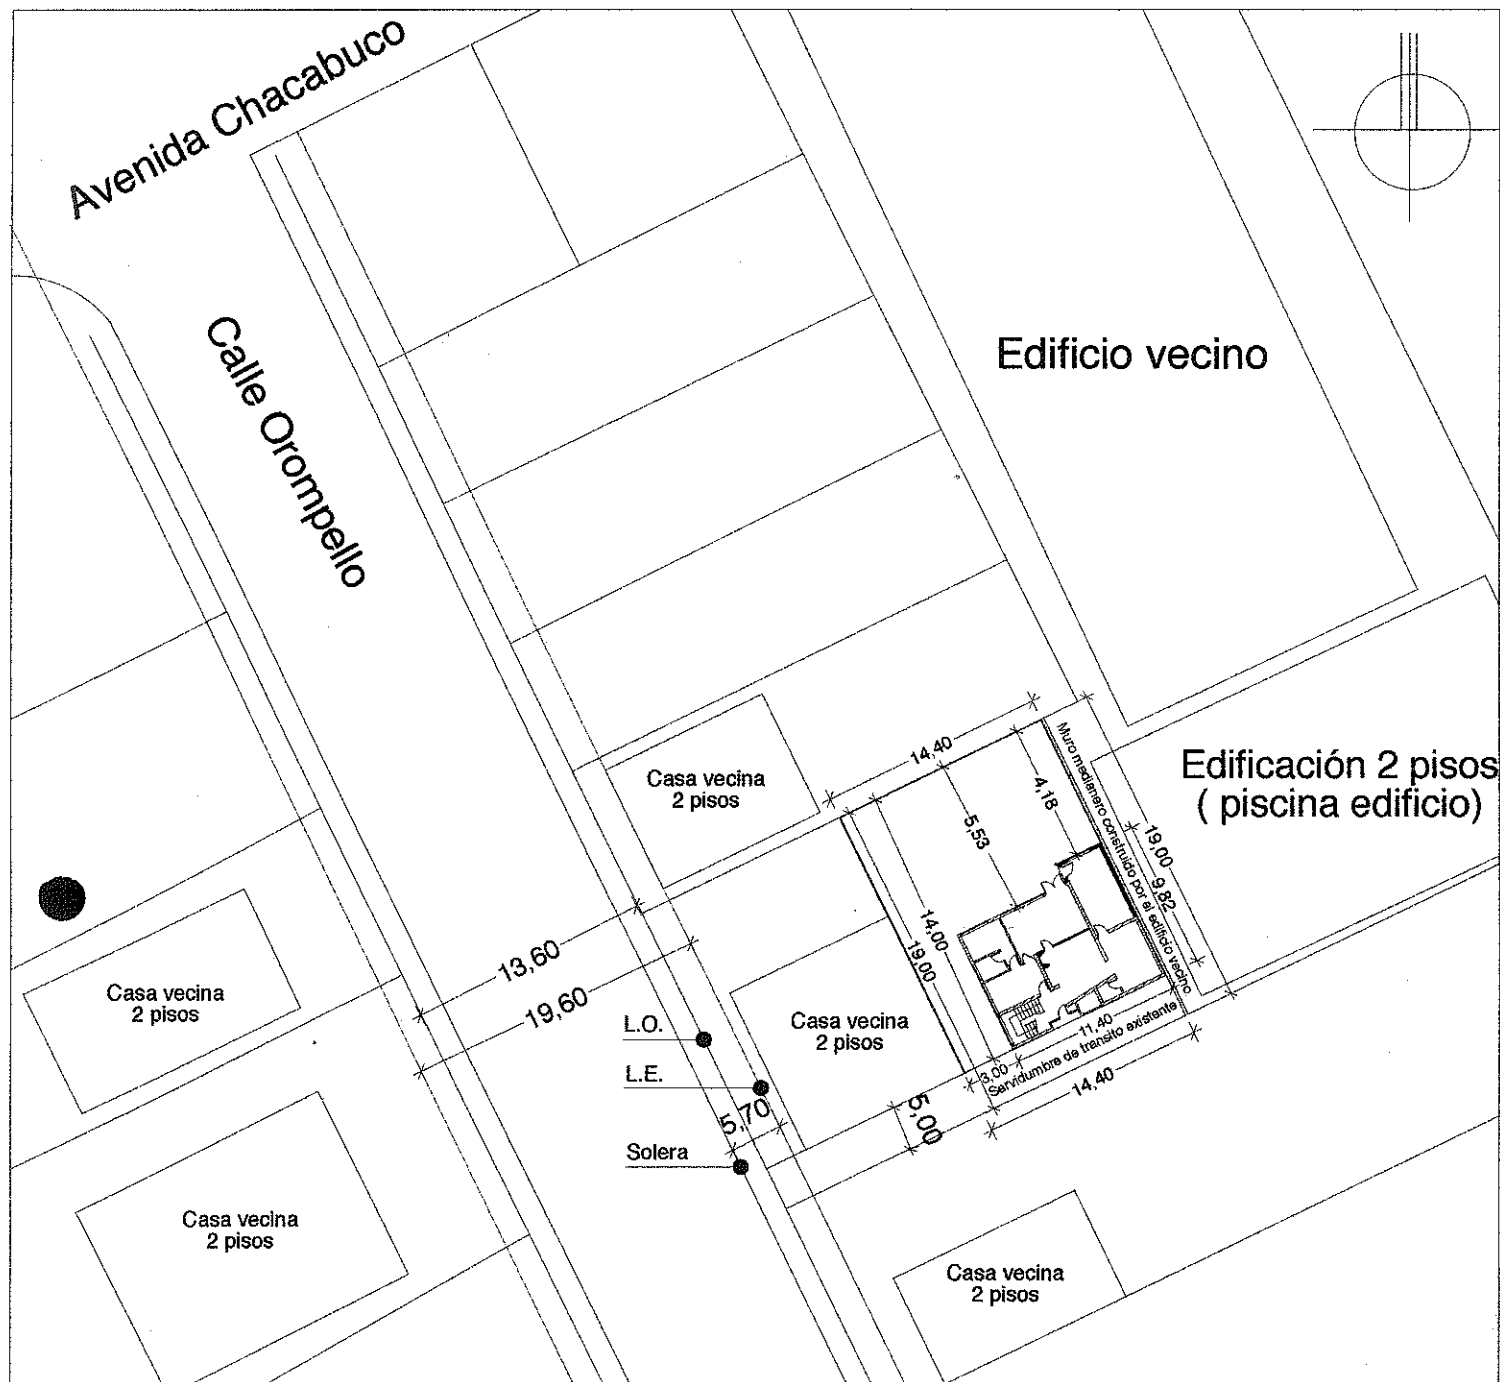 Avenida Chacabuco
Calle Orompello
Edificio vecino
Edificación 2 pisos
( piscina edificio)
Casa vecina
2 pisos
14,40
4,18
5,53
Muro medianero construido por el edificio vecino
19,00
9,82
14,00
19,00
13,60
19,60
Casa vecina
2 pisos
L.O.
L.E.
5,70
Solera
Casa vecina
2 pisos
11,40
3,00
Servidumbre de transito existente
14,40
5,00
Casa vecina
2 pisos
Casa vecina
2 pisos